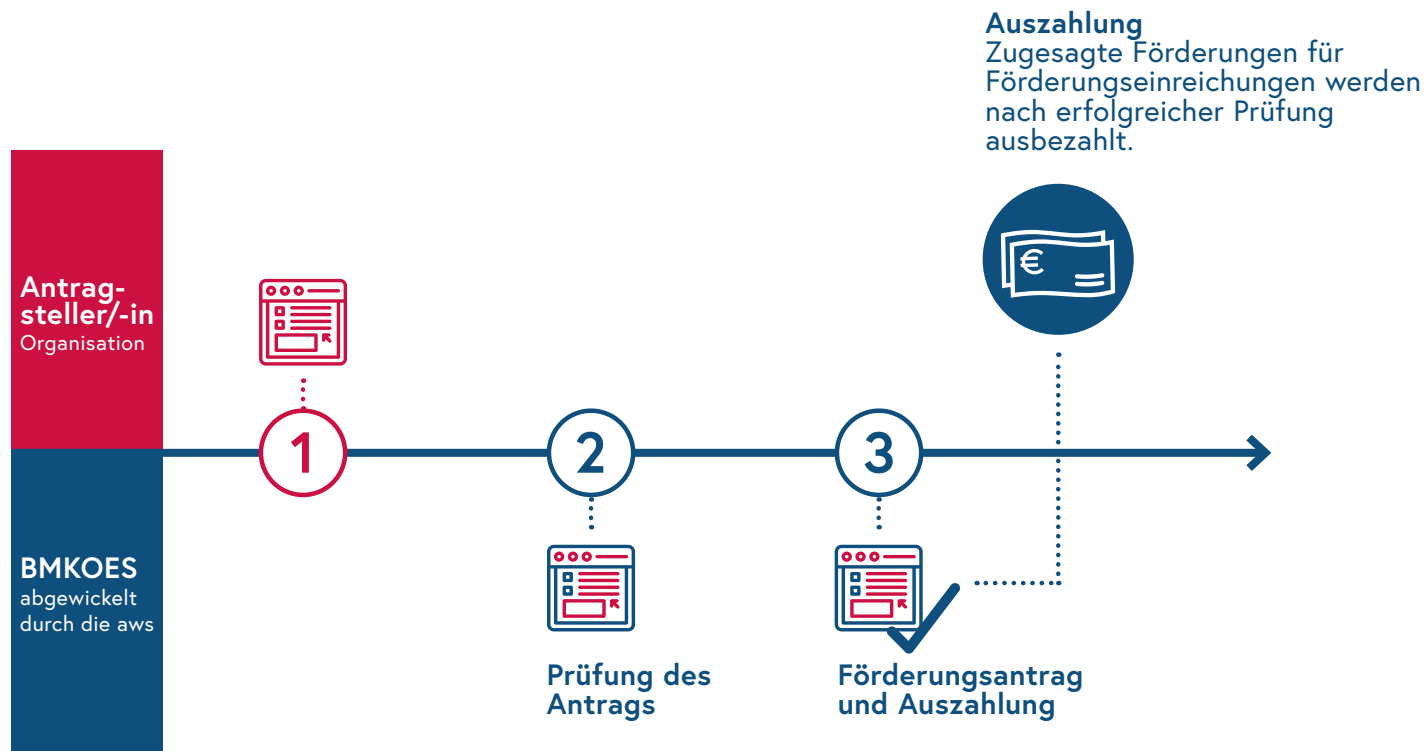 Auszahlung
Zugesagte Förderungen für
Förderungseinreichungen werden
nach erfolgreicher Prüfung
ausbezahlt.
€
Antrag-
steller/-in
Organisation
1
2
3
BMKOES
abgewickelt
durch die aws
Prüfung des
Antrags
Förderungsantrag
und Auszahlung